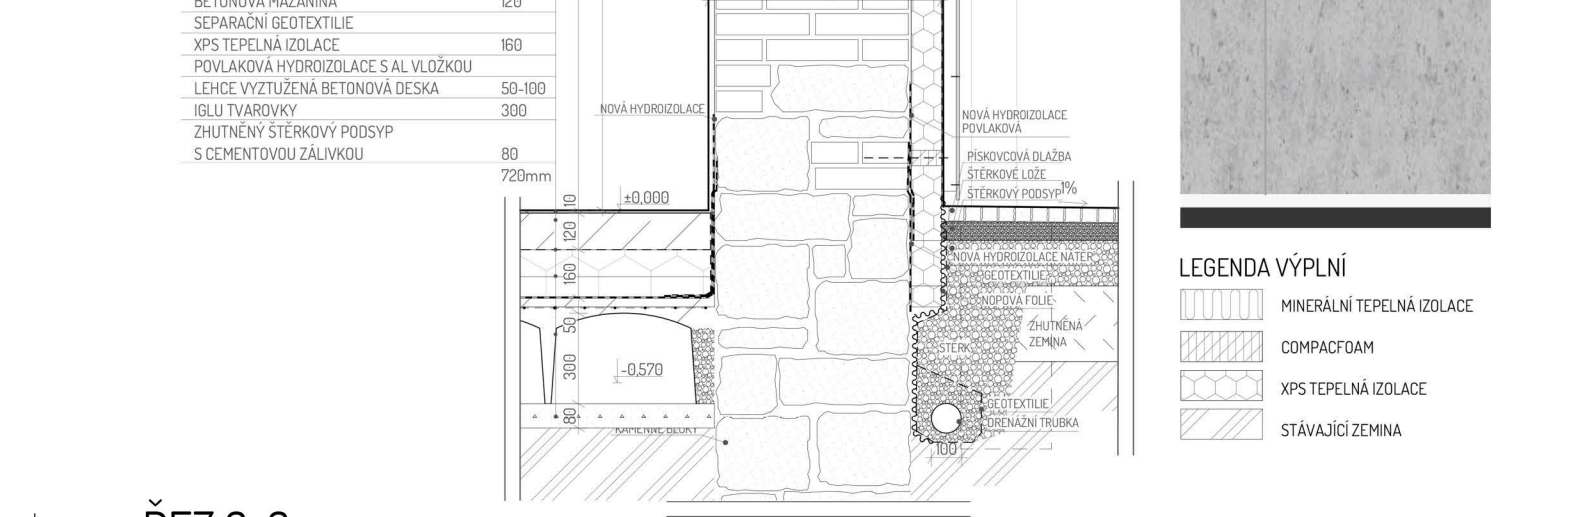 BETONOVÁ MAZANINA 120
SEPARAČNÍ GEOTEXTILIE
XPS TEPELNÁ IZOLACE 160
POVLAKOVÁ HYDROIZOLACE S AL VLOŽKOU
LEHCE VYZTUŽENÁ BETONOVÁ DESKA 50-100
IGLU TVAROVKY 300
ZHUTNĚNÝ ŠTĚRKOVÝ PODSYP
S CEMENTOVOU ZÁLIVKOU 80
720mm
NOVÁ HYDROIZOLACE
±0,000
10
120
160
50
300
80
-0,570
KAMENNÉ BLOKY
NOVÁ HYDROIZOLACE
POVLAKOVÁ
PÍSKOVCOVÁ DLAŽBA
ŠTĚRKOVÉ LOŽE
ŠTĚRKOVÝ PODSYP
1%
NOVÁ HYDROIZOLACE NÁTĚR
GEOTEXTILIE
NOPOVÁ FOLIE
ZHUTNĚNÁ
ZEMINA
ŠTĚRK
GEOTEXTILIE
DRENÁŽNÍ TRUBKA
100
LEGENDA VÝPLNÍ
MINERÁLNÍ TEPELNÁ IZOLACE
COMPACFOAM
XPS TEPELNÁ IZOLACE
STÁVAJÍCÍ ZEMINA
ŘEZ